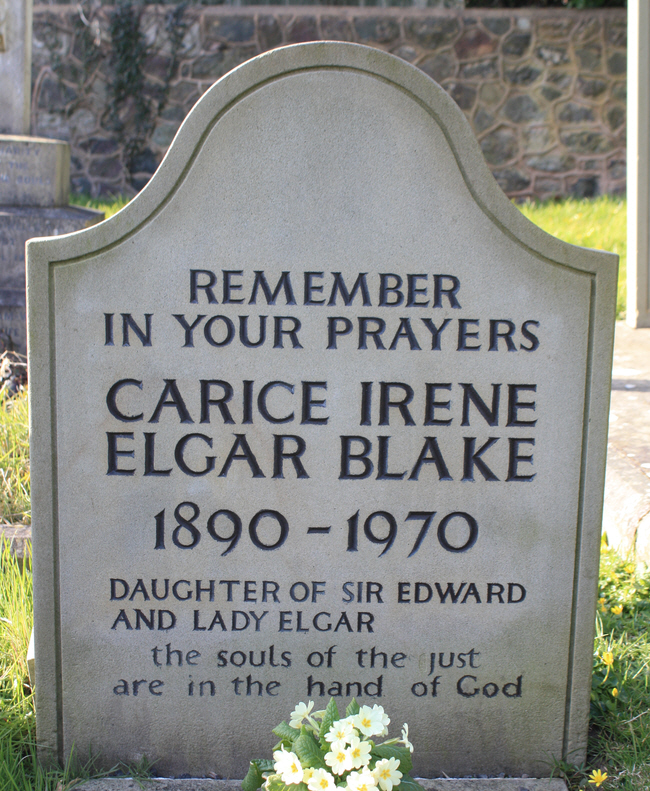 REMEMBER
IN YOUR PRAYERS
CARICE IRENE
ELGAR BLAKE
1890 - 1970
DAUGHTER OF SIR EDWARD
AND LADY ELGAR
the souls of the just
are in the hand of God